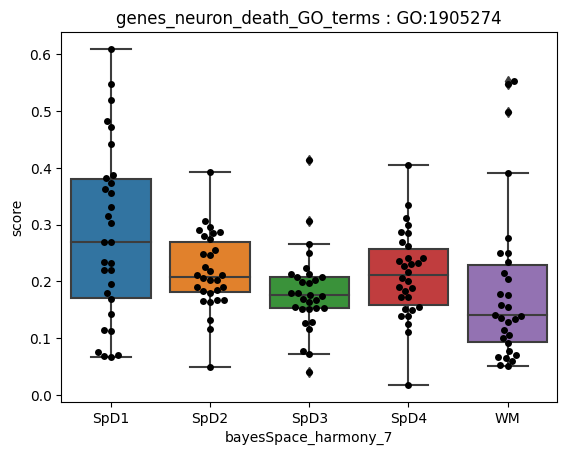 genes_neuron_death_GO_terms : GO:1905274
score
0.6
0.5
0.4
0.3
0.2
0.1
0.0
SpD1 SpD2 SpD3 SpD4 WM
bayesSpace_harmony_7